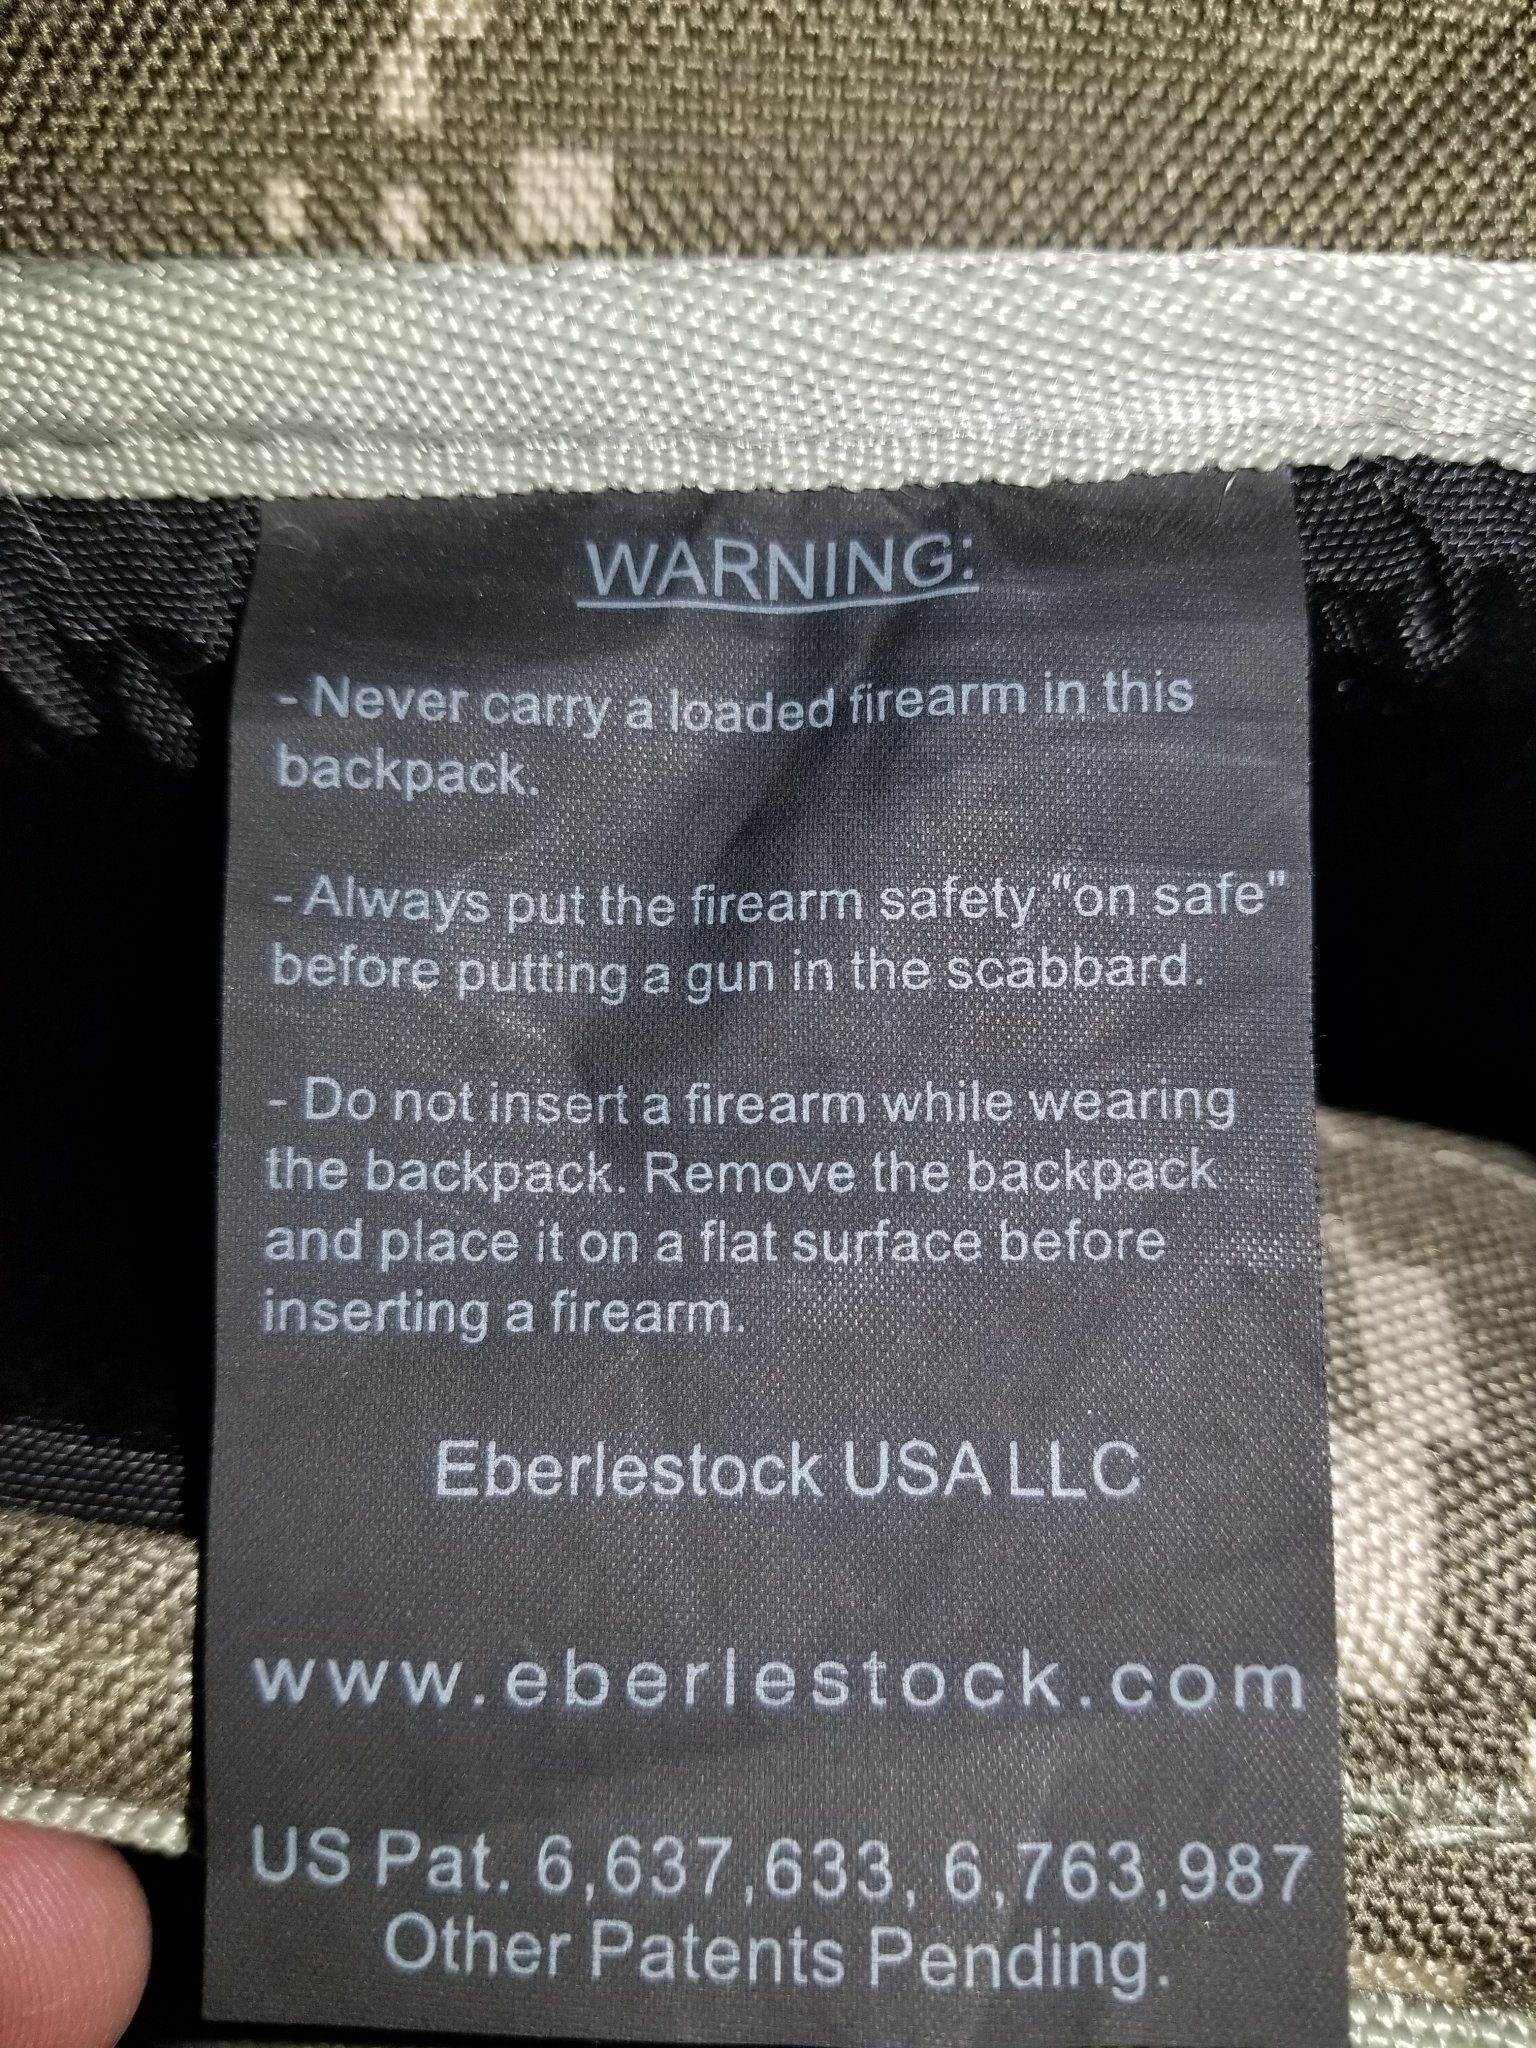 WARNING:
- Never carry a loaded firearm in this
backpack.
- Always put the firearm safety "on safe"
before putting a gun in the scabbard.
- Do not insert a firearm while wearing
the backpack. Remove the backpack
and place it on a flat surface before
inserting a firearm.
Eberlestock USA LLC
www.eberlestock.com
US Pat. 6,637,633, 6,763,987
Other Patents Pending.